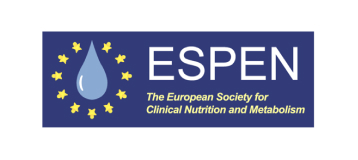 ESPEN
The European Society for
Clinical Nutrition and Metabolism